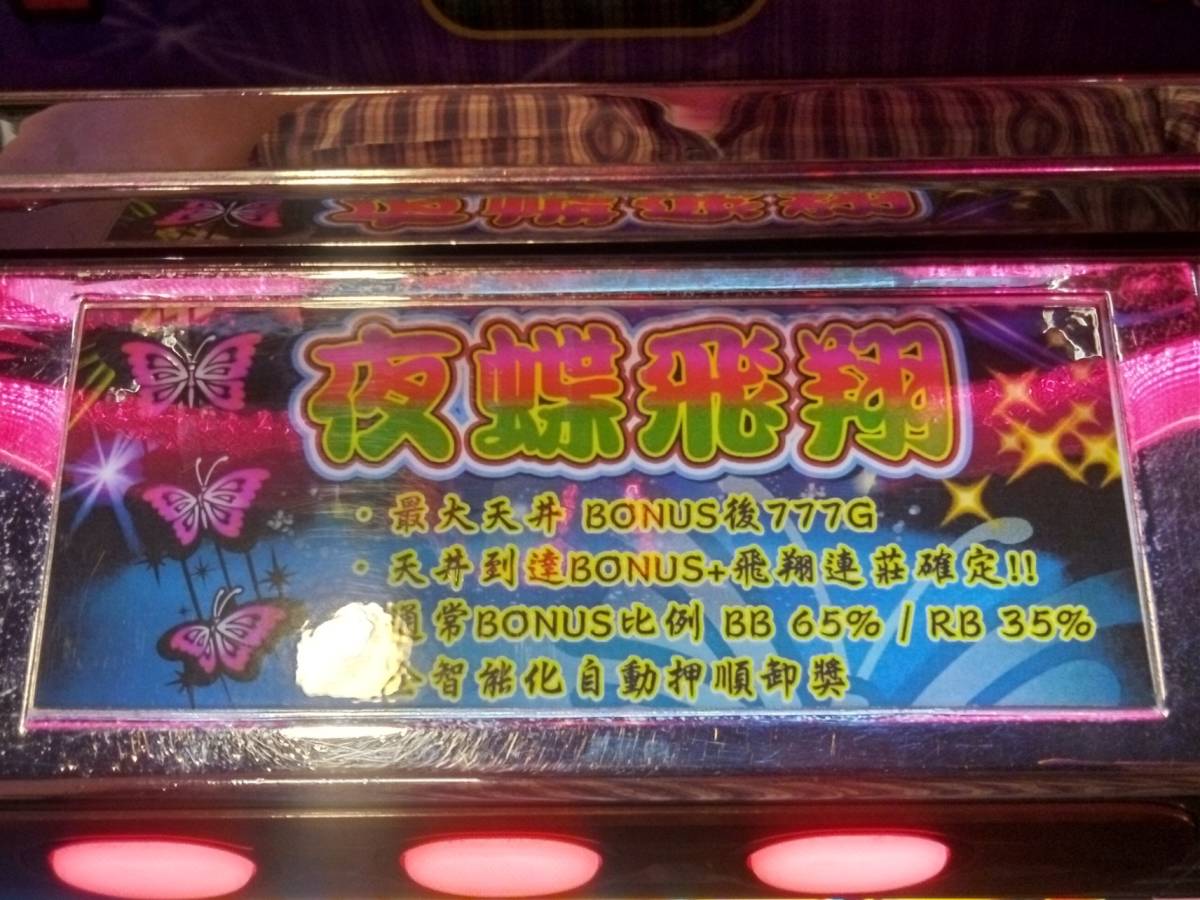 夜蝶飛翔
· 最大天井 BONUS後777G
· 天井到達BONUS+飛翔連莊確定!!
通常BONUS比例 BB 65% / RB 35%
全智能化自動押順卸獎